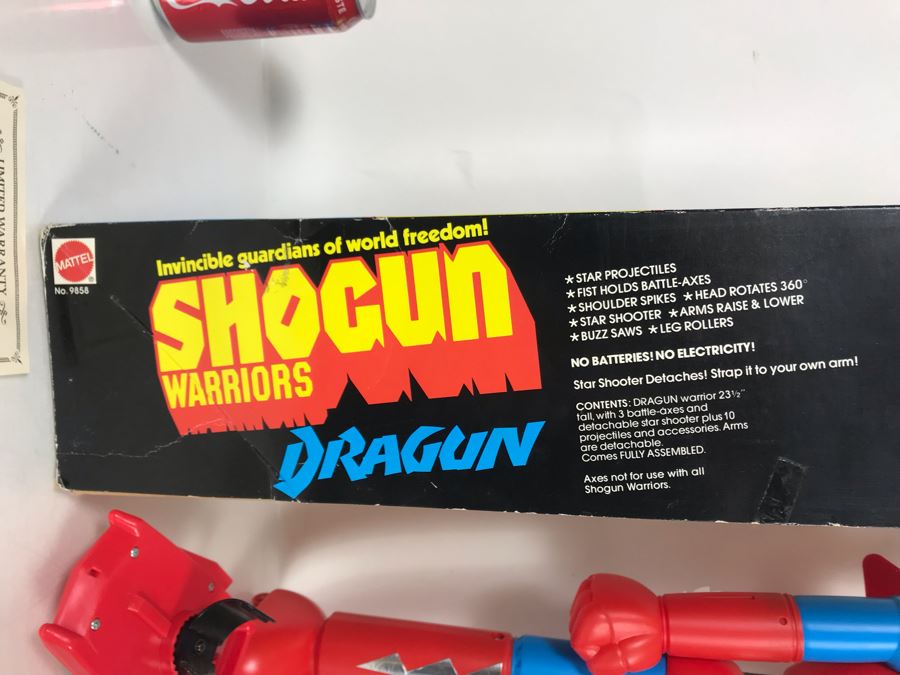 MATTEL
No. 9858
Invincible guardians of world freedom!
SHOGUN
WARRIORS
DRAGUN
★STAR PROJECTILES
★FIST HOLDS BATTLE-AXES
★SHOULDER SPIKES ★HEAD ROTATES 360°
★STAR SHOOTER ★ARMS RAISE & LOWER
★BUZZ SAWS ★LEG ROLLERS
NO BATTERIES! NO ELECTRICITY!
Star Shooter Detaches! Strap it to your own arm!
CONTENTS: DRAGUN warrior 23½"
tall, with 3 battle-axes and
detachable star shooter plus 10
projectiles and accessories. Arms
are detachable.
Comes FULLY ASSEMBLED.
Axes not for use with all
Shogun Warriors.
LIMITED WARRANTY